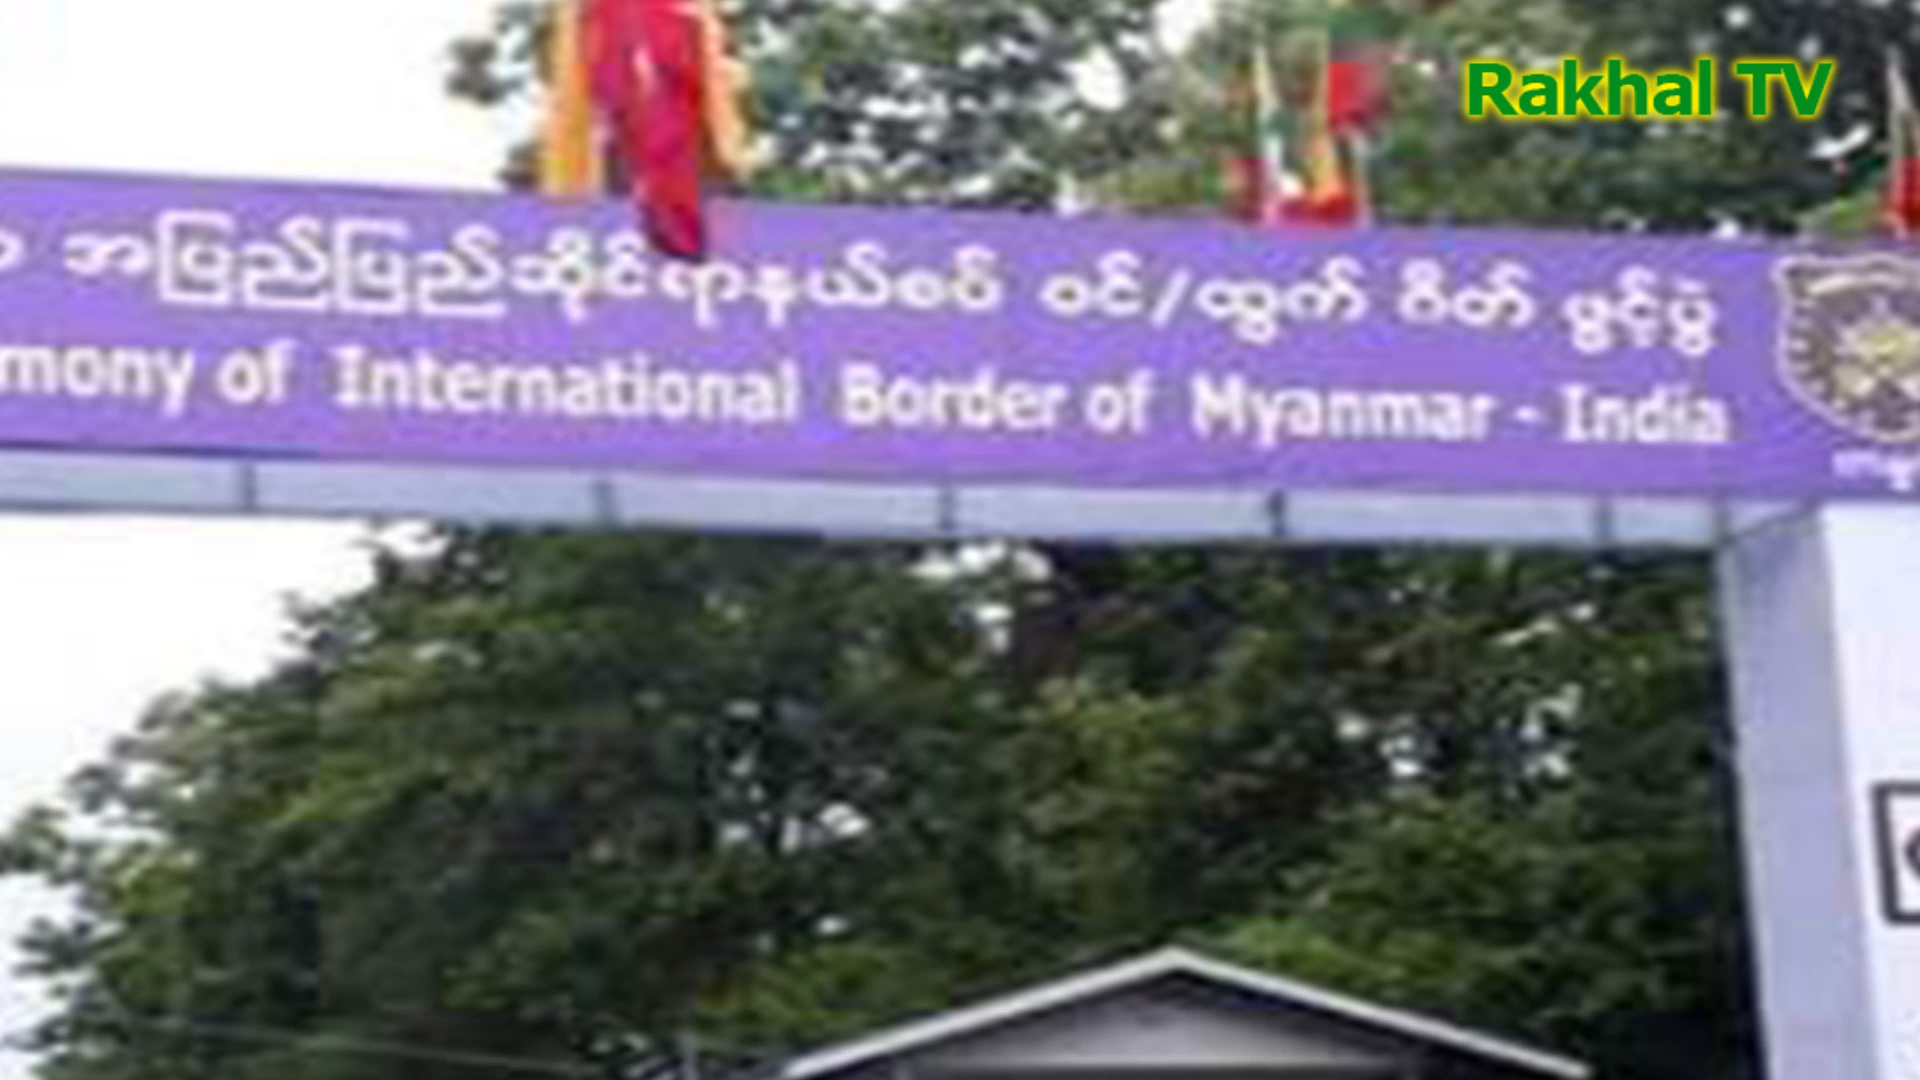 Rakhal TV
အပြည်ပြည်ဆိုင်ရာနယ်စပ် ဝင်/ထွက် ဂိတ် ဖွင့်ပွဲ
mony of International Border of Myanmar - India